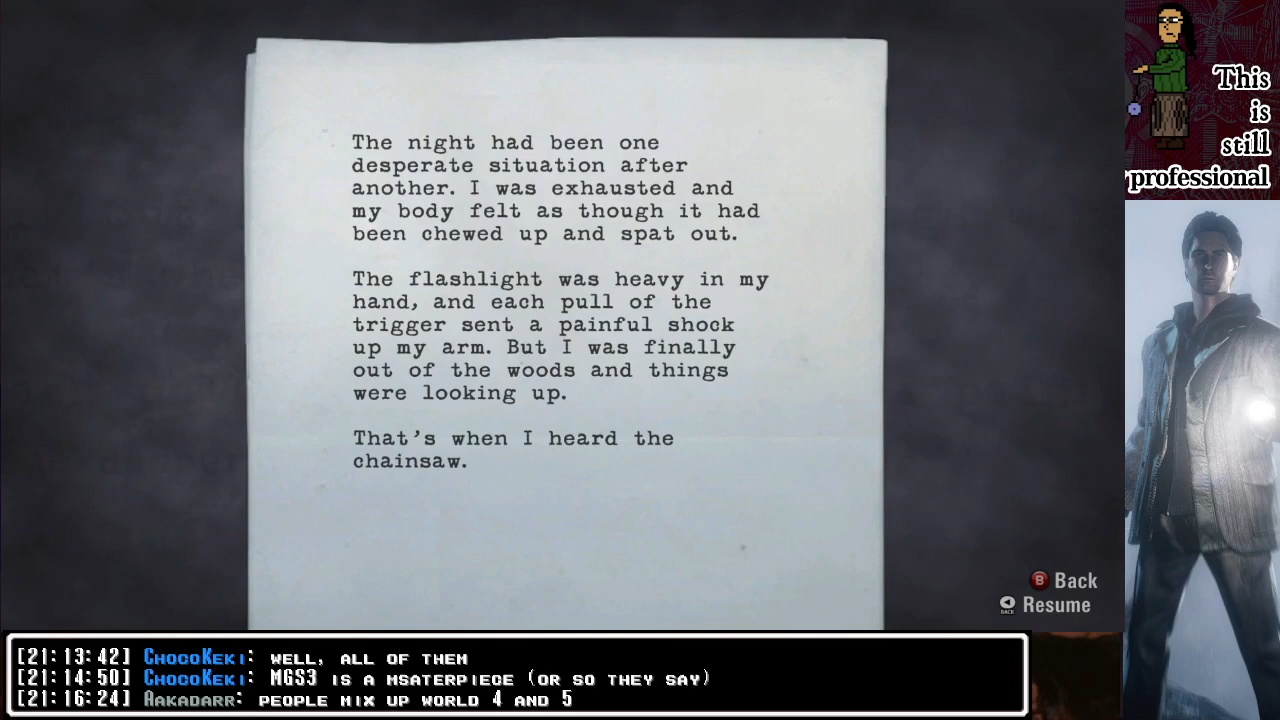 The night had been one
desperate situation after
another. I was exhausted and
my body felt as though it had
been chewed up and spat out.
The flashlight was heavy in my
hand, and each pull of the
trigger sent a painful shock
up my arm. But I was finally
out of the woods and things
were looking up.
That's when I heard the
chainsaw.
B Back
BACK Resume
This
is
still
professional
[21:13:42] ChocoKeki: well, all of them
[21:14:50] ChocoKeki: MGS3 is a msaterpiece (or so they say)
[21:16:24] Aakadarr: people mix up world 4 and 5